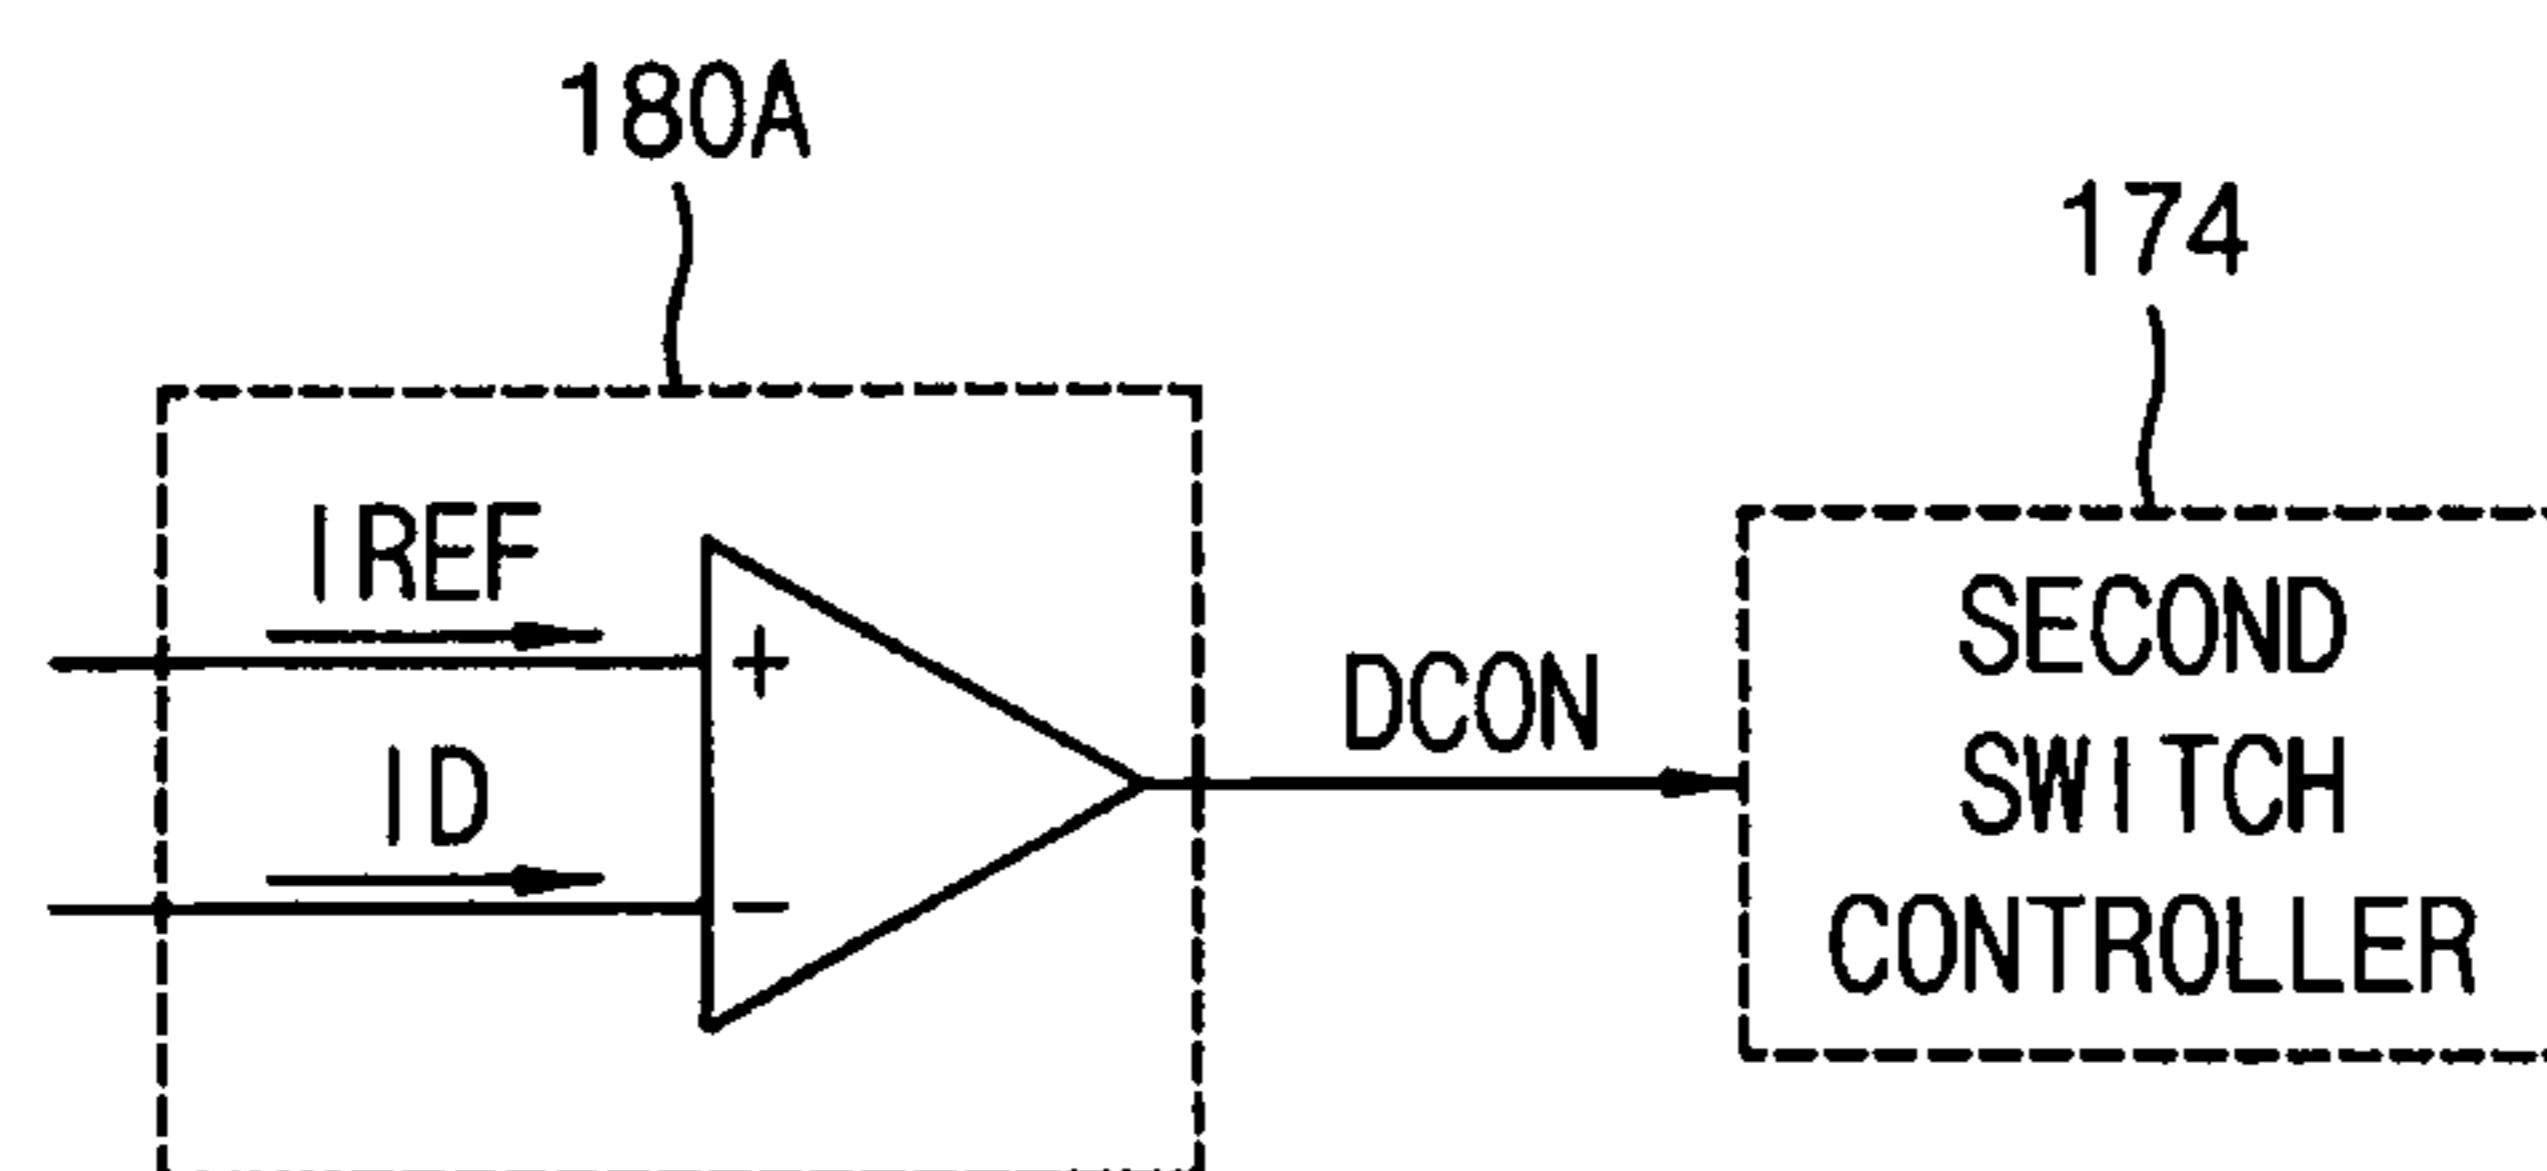 180A
174
IREF
+
ID
-
DCON
SECOND
SWITCH
CONTROLLER